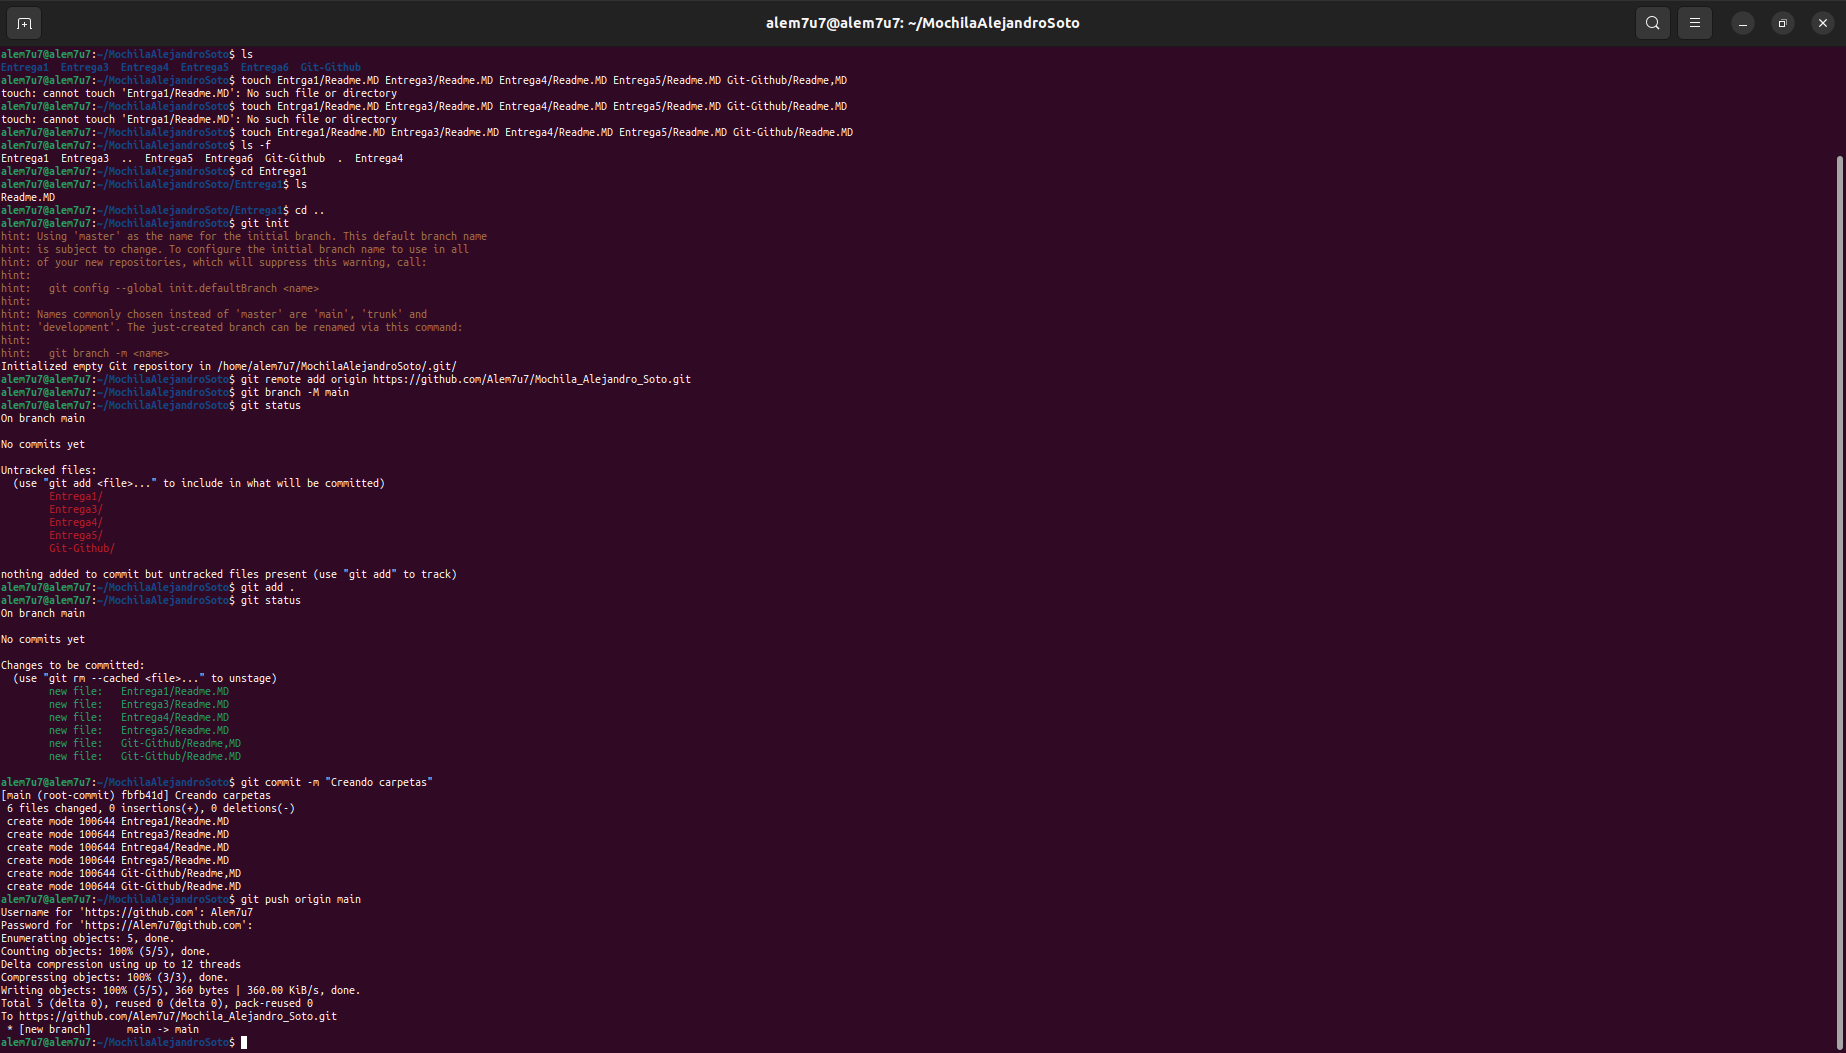 alem7u7@alem7u7: ~/MochilaAlejandroSoto
alem7u7@alem7u7:~/MochilaAlejandroSoto$ ls
Entrega1  Entrega3  Entrega4  Entrega5  Entrega6  Git-Github
alem7u7@alem7u7:~/MochilaAlejandroSoto$ touch Entrga1/Readme.MD Entrega3/Readme.MD Entrega4/Readme.MD Entrega5/Readme.MD Git-Github/Readme,MD
touch: cannot touch 'Entrga1/Readme.MD': No such file or directory
alem7u7@alem7u7:~/MochilaAlejandroSoto$ touch Entrga1/Readme.MD Entrega3/Readme.MD Entrega4/Readme.MD Entrega5/Readme.MD Git-Github/Readme.MD
touch: cannot touch 'Entrga1/Readme.MD': No such file or directory
alem7u7@alem7u7:~/MochilaAlejandroSoto$ touch Entrega1/Readme.MD Entrega3/Readme.MD Entrega4/Readme.MD Entrega5/Readme.MD Git-Github/Readme.MD
alem7u7@alem7u7:~/MochilaAlejandroSoto$ ls -f
Entrega1  Entrega3  ..  Entrega5  Entrega6  Git-Github  .  Entrega4
alem7u7@alem7u7:~/MochilaAlejandroSoto$ cd Entrega1
alem7u7@alem7u7:~/MochilaAlejandroSoto/Entrega1$ ls
Readme.MD
alem7u7@alem7u7:~/MochilaAlejandroSoto/Entrega1$ cd ..
alem7u7@alem7u7:~/MochilaAlejandroSoto$ git init
hint: Using 'master' as the name for the initial branch. This default branch name
hint: is subject to change. To configure the initial branch name to use in all
hint: of your new repositories, which will suppress this warning, call:
hint:
hint:   git config --global init.defaultBranch <name>
hint:
hint: Names commonly chosen instead of 'master' are 'main', 'trunk' and
hint: 'development'. The just-created branch can be renamed via this command:
hint:
hint:   git branch -m <name>
Initialized empty Git repository in /home/alem7u7/MochilaAlejandroSoto/.git/
alem7u7@alem7u7:~/MochilaAlejandroSoto$ git remote add origin https://github.com/Alem7u7/Mochila_Alejandro_Soto.git
alem7u7@alem7u7:~/MochilaAlejandroSoto$ git branch -M main
alem7u7@alem7u7:~/MochilaAlejandroSoto$ git status
On branch main

No commits yet

Untracked files:
  (use "git add <file>..." to include in what will be committed)
        Entrega1/
        Entrega3/
        Entrega4/
        Entrega5/
        Git-Github/

nothing added to commit but untracked files present (use "git add" to track)
alem7u7@alem7u7:~/MochilaAlejandroSoto$ git add .
alem7u7@alem7u7:~/MochilaAlejandroSoto$ git status
On branch main

No commits yet

Changes to be committed:
  (use "git rm --cached <file>..." to unstage)
        new file:   Entrega1/Readme.MD
        new file:   Entrega3/Readme.MD
        new file:   Entrega4/Readme.MD
        new file:   Entrega5/Readme.MD
        new file:   Git-Github/Readme,MD
        new file:   Git-Github/Readme.MD

alem7u7@alem7u7:~/MochilaAlejandroSoto$ git commit -m "Creando carpetas"
[main (root-commit) fbfb41d] Creando carpetas
 6 files changed, 0 insertions(+), 0 deletions(-)
 create mode 100644 Entrega1/Readme.MD
 create mode 100644 Entrega3/Readme.MD
 create mode 100644 Entrega4/Readme.MD
 create mode 100644 Entrega5/Readme.MD
 create mode 100644 Git-Github/Readme,MD
 create mode 100644 Git-Github/Readme.MD
alem7u7@alem7u7:~/MochilaAlejandroSoto$ git push origin main
Username for 'https://github.com': Alem7u7
Password for 'https://Alem7u7@github.com':
Enumerating objects: 5, done.
Counting objects: 100% (5/5), done.
Delta compression using up to 12 threads
Compressing objects: 100% (3/3), done.
Writing objects: 100% (5/5), 360 bytes | 360.00 KiB/s, done.
Total 5 (delta 0), reused 0 (delta 0), pack-reused 0
To https://github.com/Alem7u7/Mochila_Alejandro_Soto.git
 * [new branch]      main -> main
alem7u7@alem7u7:~/MochilaAlejandroSoto$